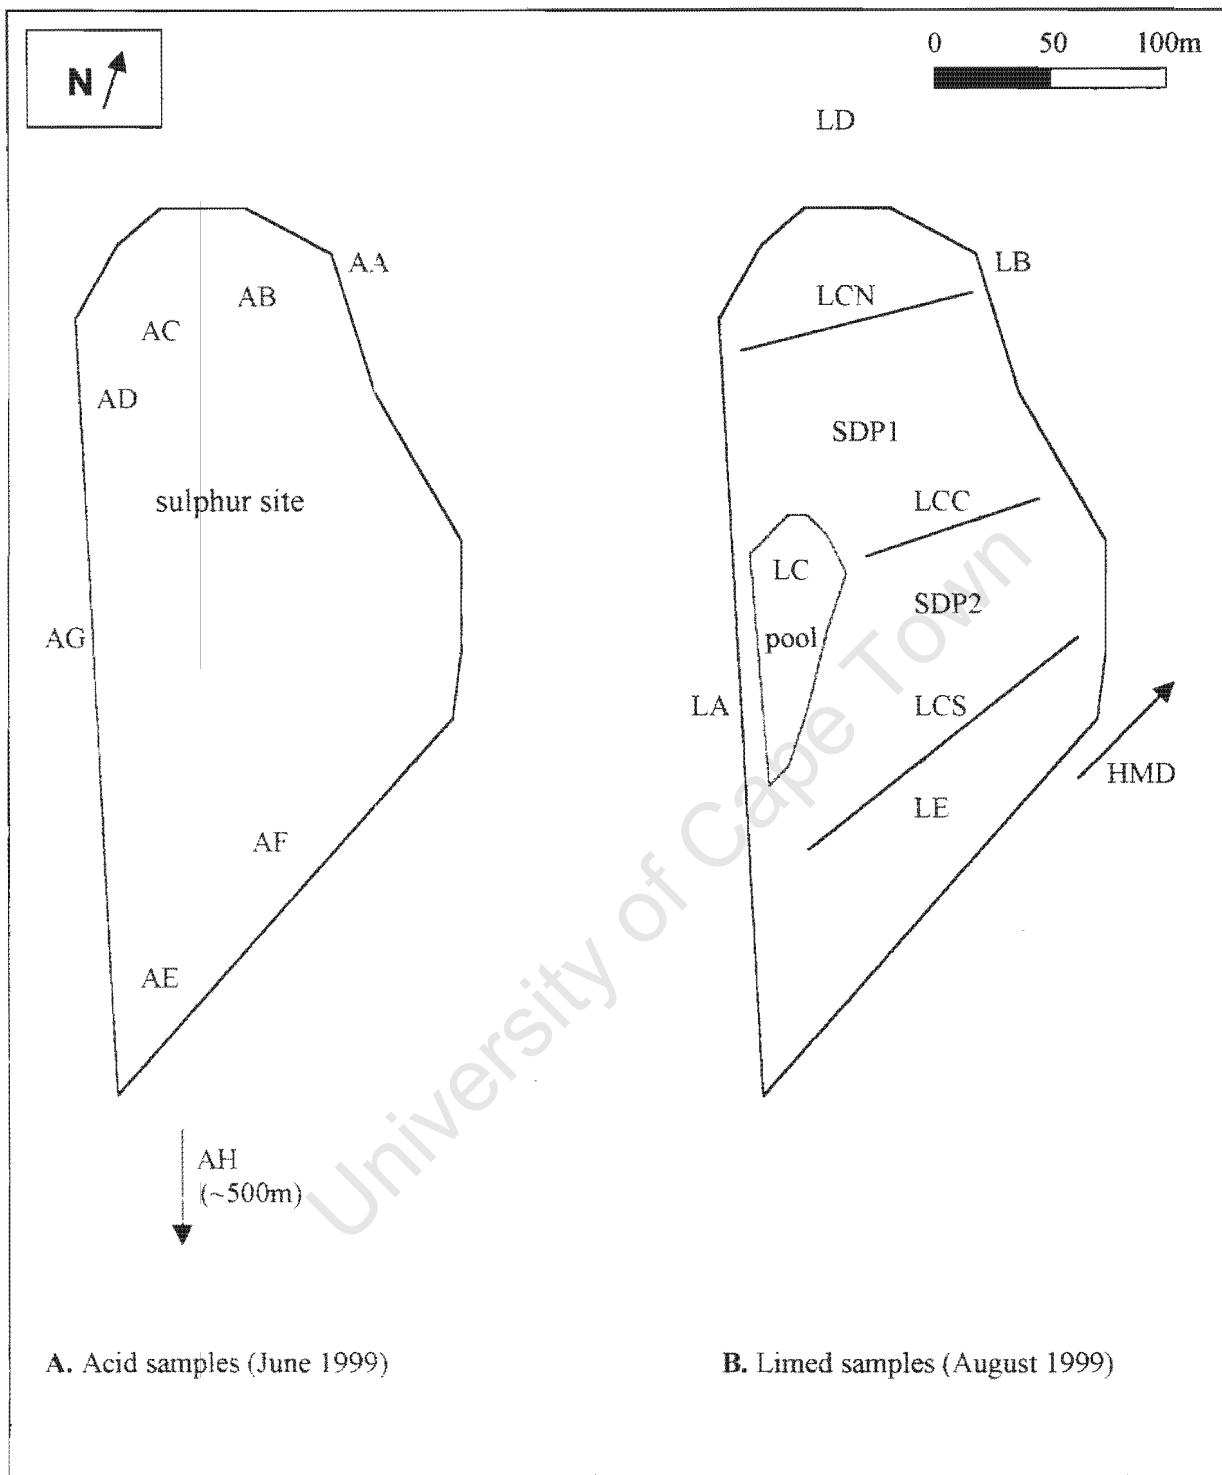 N
0 50 100m
LD
AA
AB
AC
AD
sulphur site
AG
AF
AE
AH
(~500m)
LB
LCN
SDP1
LCC
LC
SDP2
pool
LA
LCS
HMD
LE
University of Cape Town
A. Acid samples (June 1999)
B. Limed samples (August 1999)